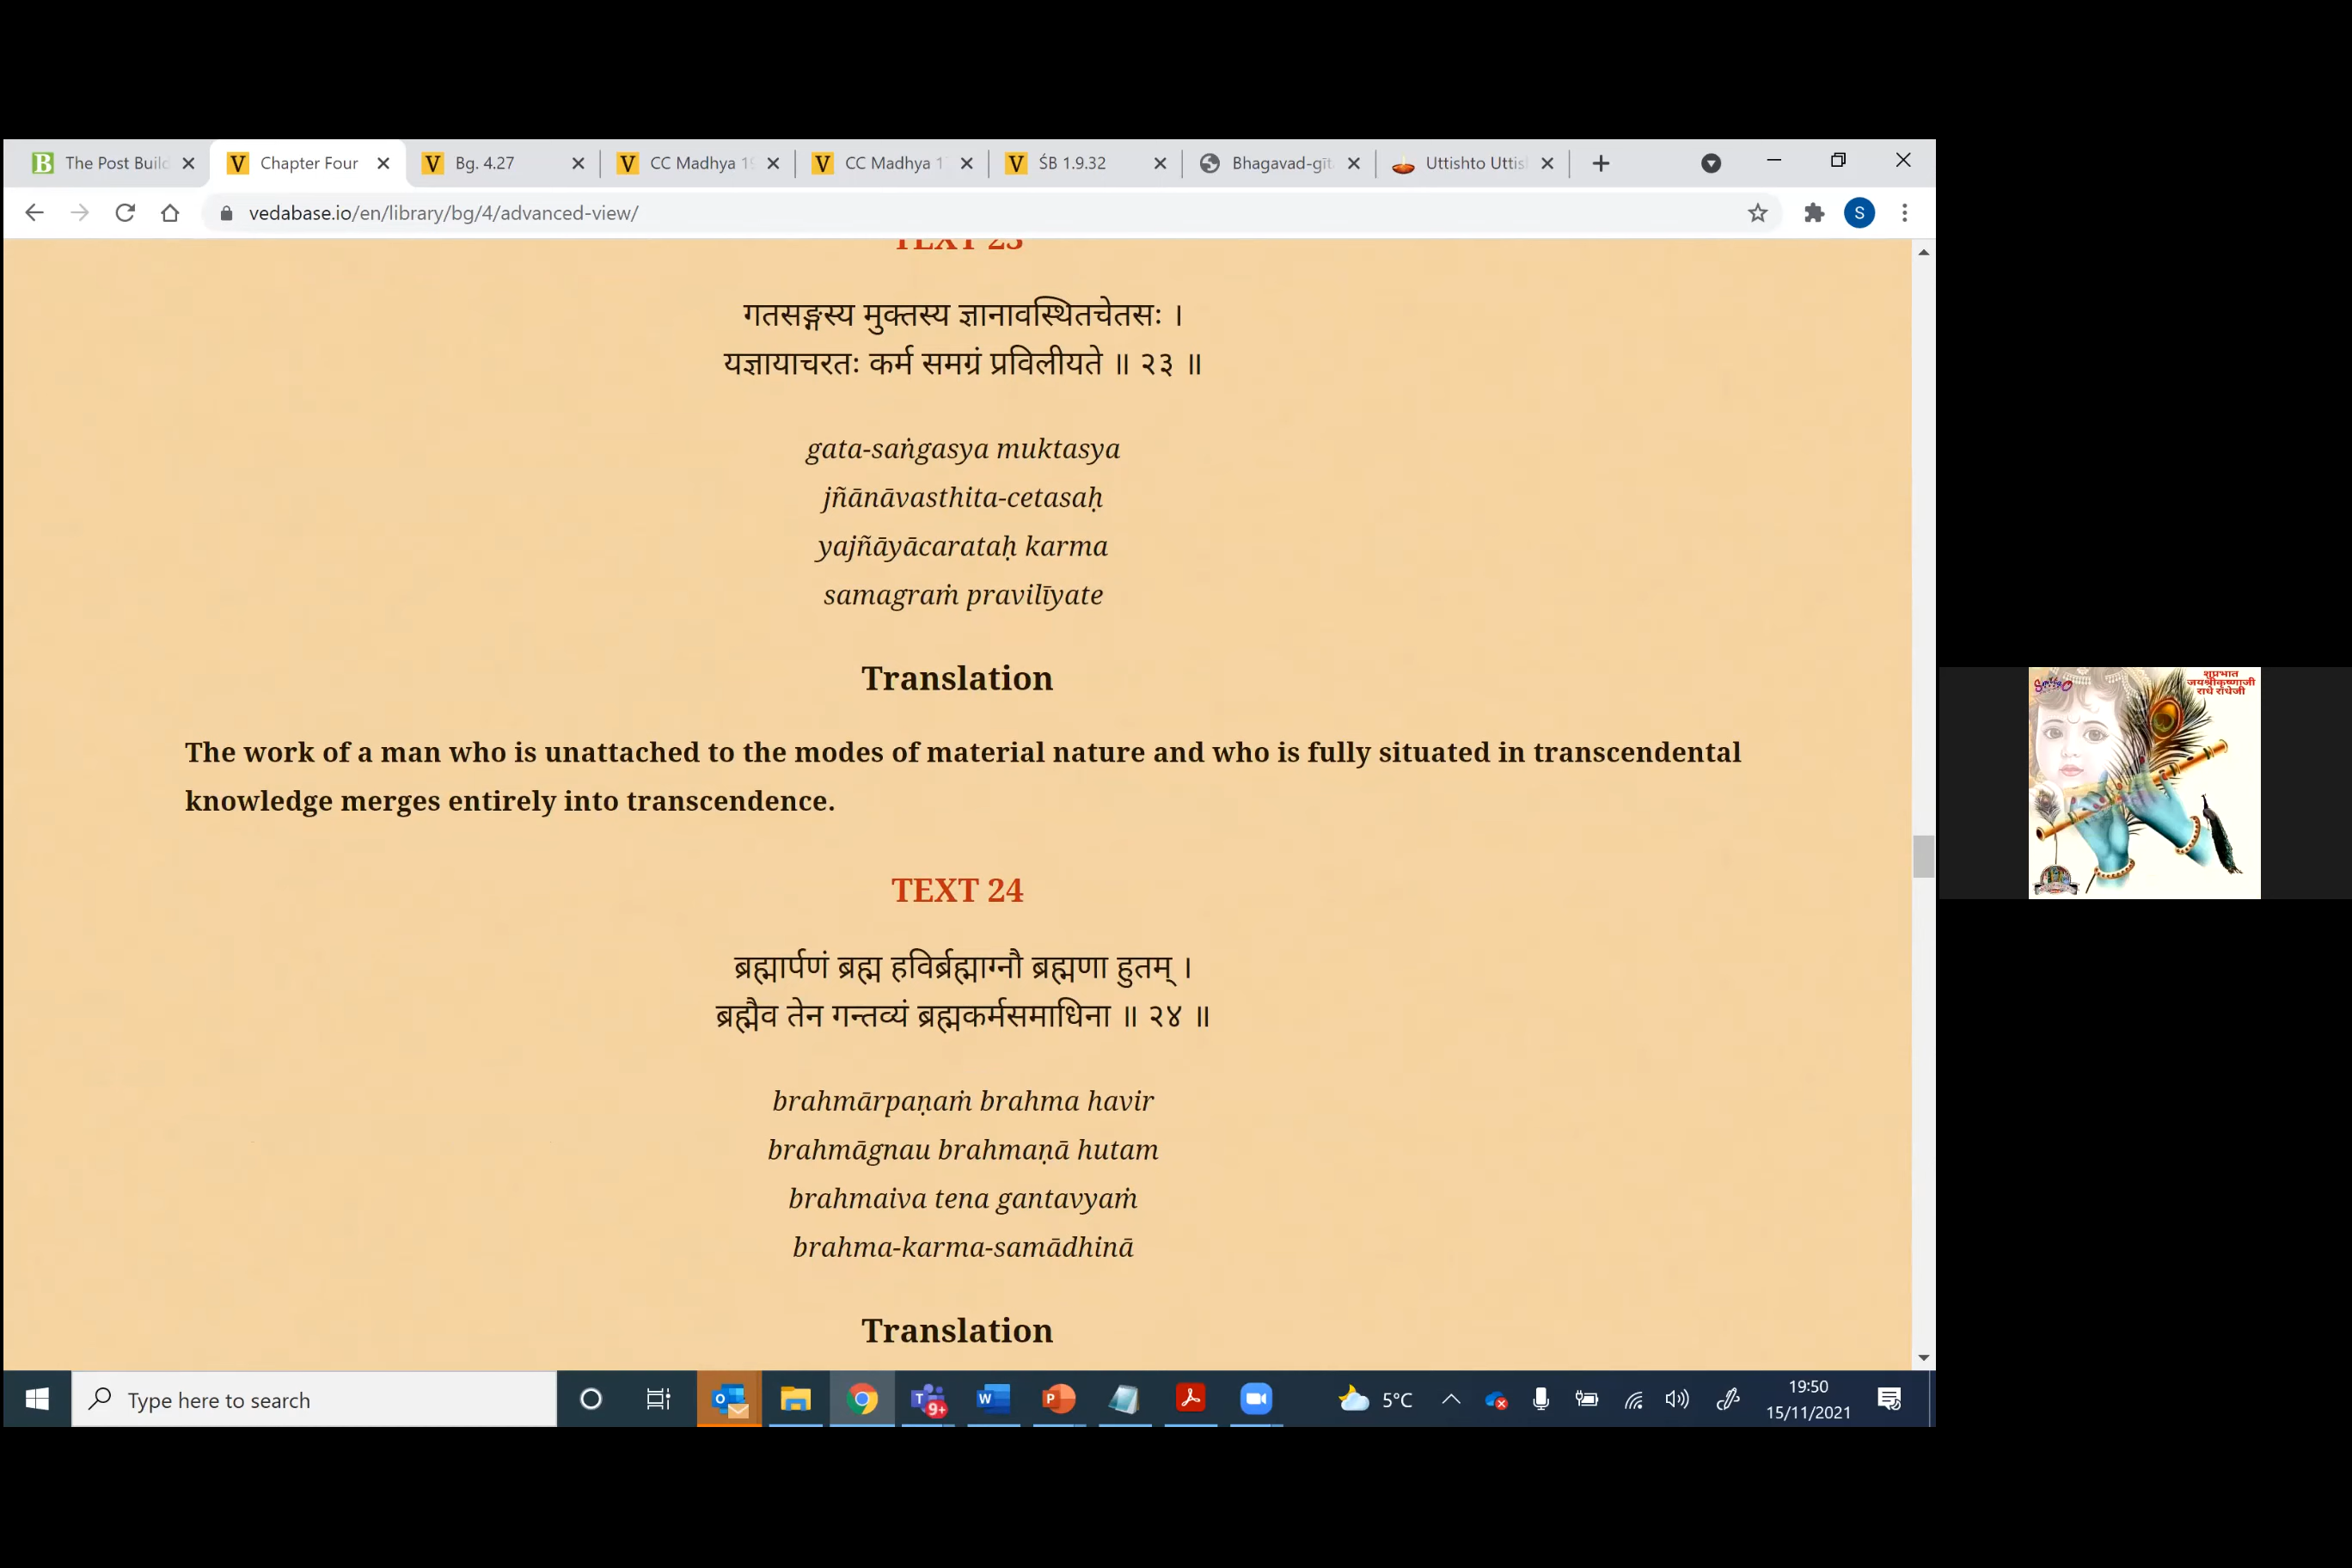 The Post Build
Chapter Four
Bg. 4.27
CC Madhya 1
CC Madhya 1
ŚB 1.9.32
Bhagavad-gīt
Uttishto Uttis
vedabase.io/en/library/bg/4/advanced-view/
S
TEXT 23
गतसङ्गस्य मुक्तस्य ज्ञानावस्थितचेतसः ।
यज्ञायाचरतः कर्म समग्रं प्रविलीयते ॥ २३ ॥
gata-saṅgasya muktasya
jñānāvasthita-cetasaḥ
yajñāyācarataḥ karma
samagraṁ pravilīyate
Translation
The work of a man who is unattached to the modes of material nature and who is fully situated in transcendental
knowledge merges entirely into transcendence.
TEXT 24
ब्रह्मार्पणं ब्रह्म हविर्ब्रह्माग्नौ ब्रह्मणा हुतम् ।
ब्रह्मैव तेन गन्तव्यं ब्रह्मकर्मसमाधिना ॥ २४ ॥
brahmārpaṇaṁ brahma havir
brahmāgnau brahmaṇā hutam
brahmaiva tena gantavyaṁ
brahma-karma-samādhinā
Translation
शुप्रभात
जयश्रीकृष्णाजी
राधे राधेजी
Type here to search
9+
5°C
19:50
15/11/2021